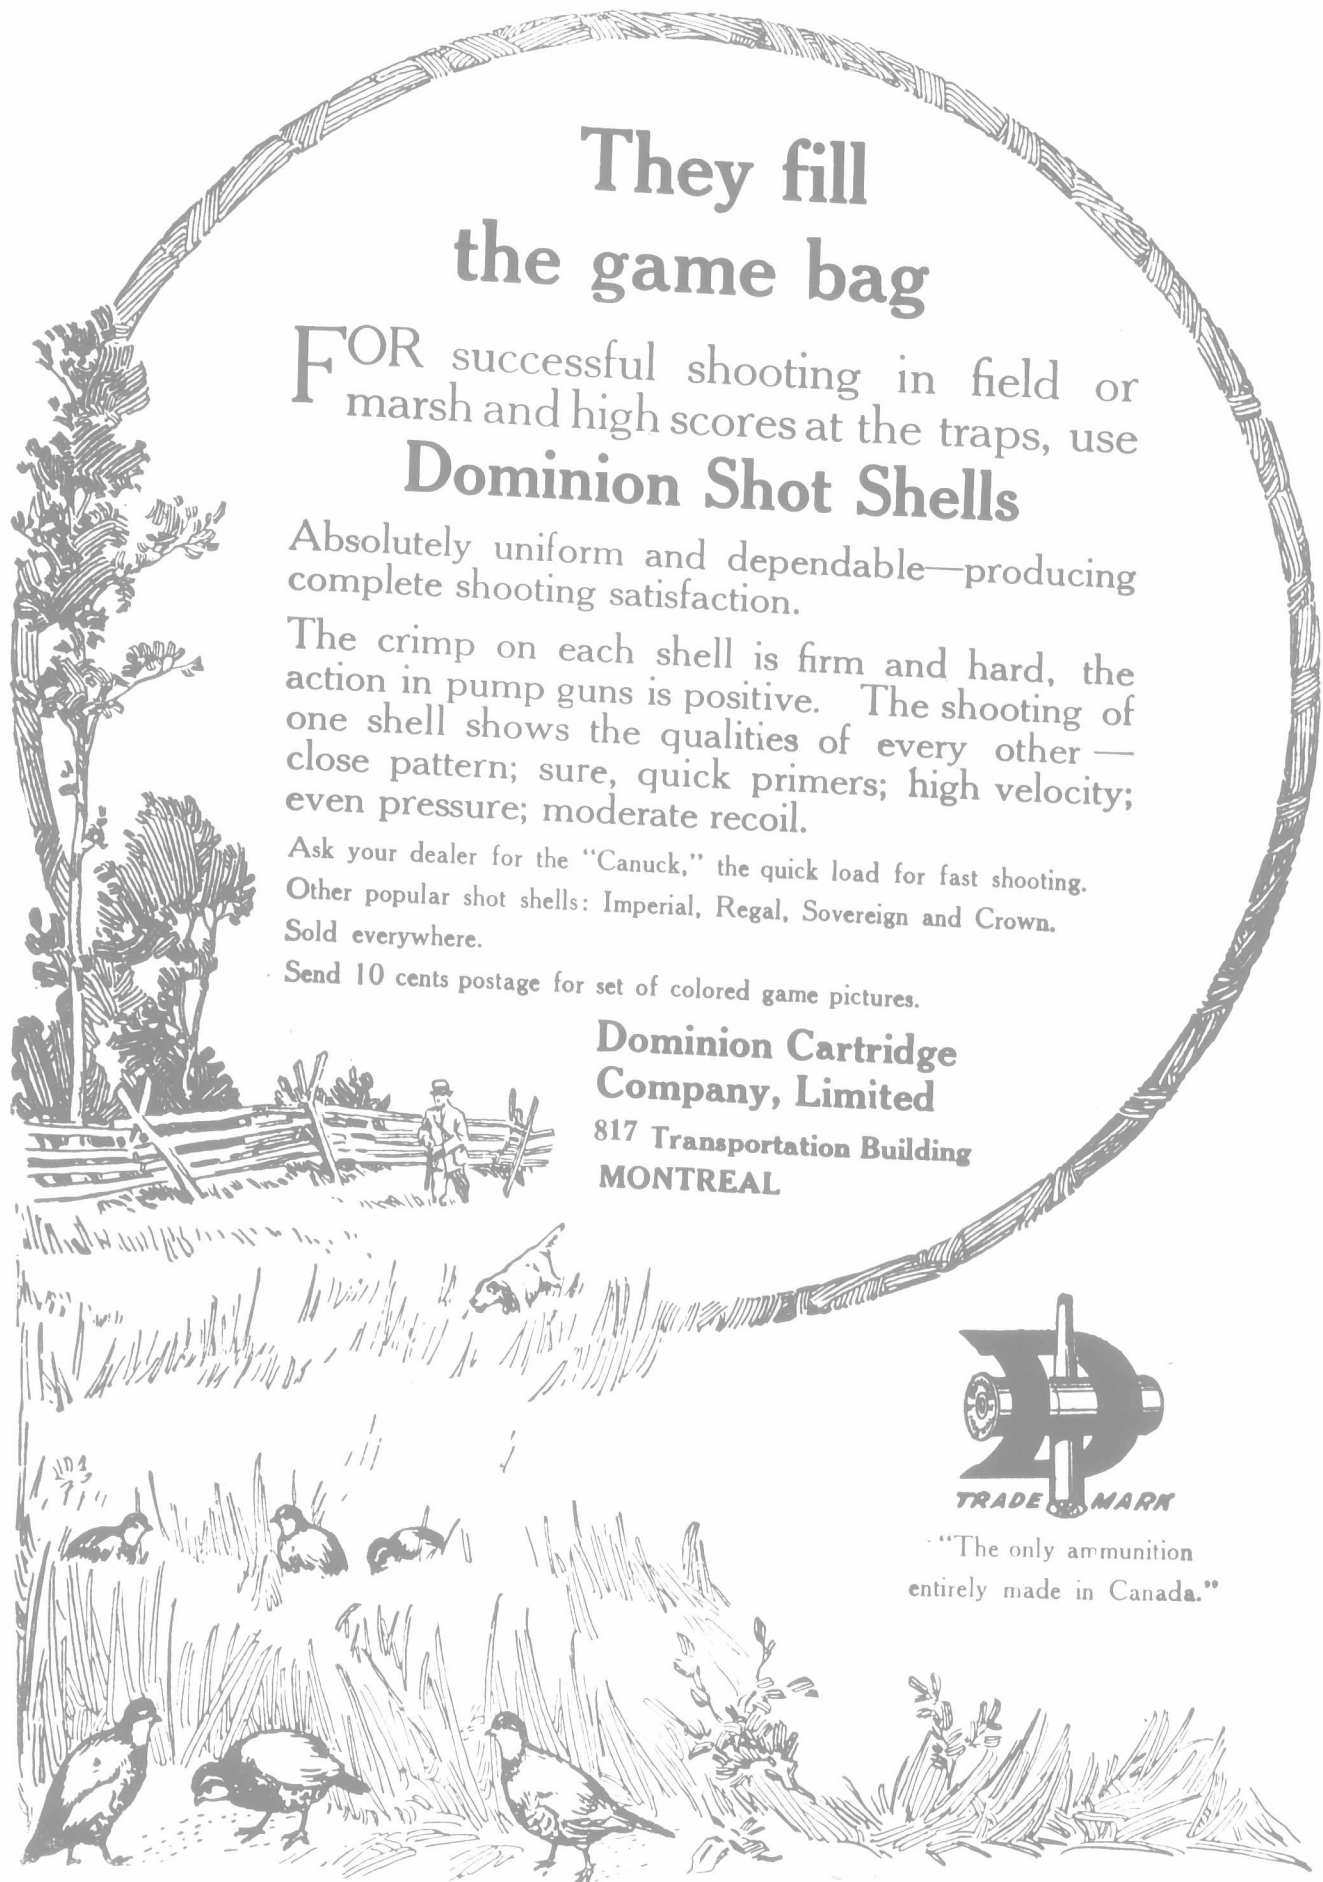 They fill
the game bag
FOR successful shooting in field or
marsh and high scores at the traps, use
Dominion Shot Shells
Absolutely uniform and dependable—producing
complete shooting satisfaction.
The crimp on each shell is firm and hard, the
action in pump guns is positive. The shooting of
one shell shows the qualities of every other —
close pattern; sure, quick primers; high velocity;
even pressure; moderate recoil.
Ask your dealer for the "Canuck," the quick load for fast shooting.
Other popular shot shells: Imperial, Regal, Sovereign and Crown.
Sold everywhere.
Send 10 cents postage for set of colored game pictures.
Dominion Cartridge
Company, Limited
817 Transportation Building
MONTREAL
D
TRADE MARK
"The only ammunition
entirely made in Canada."